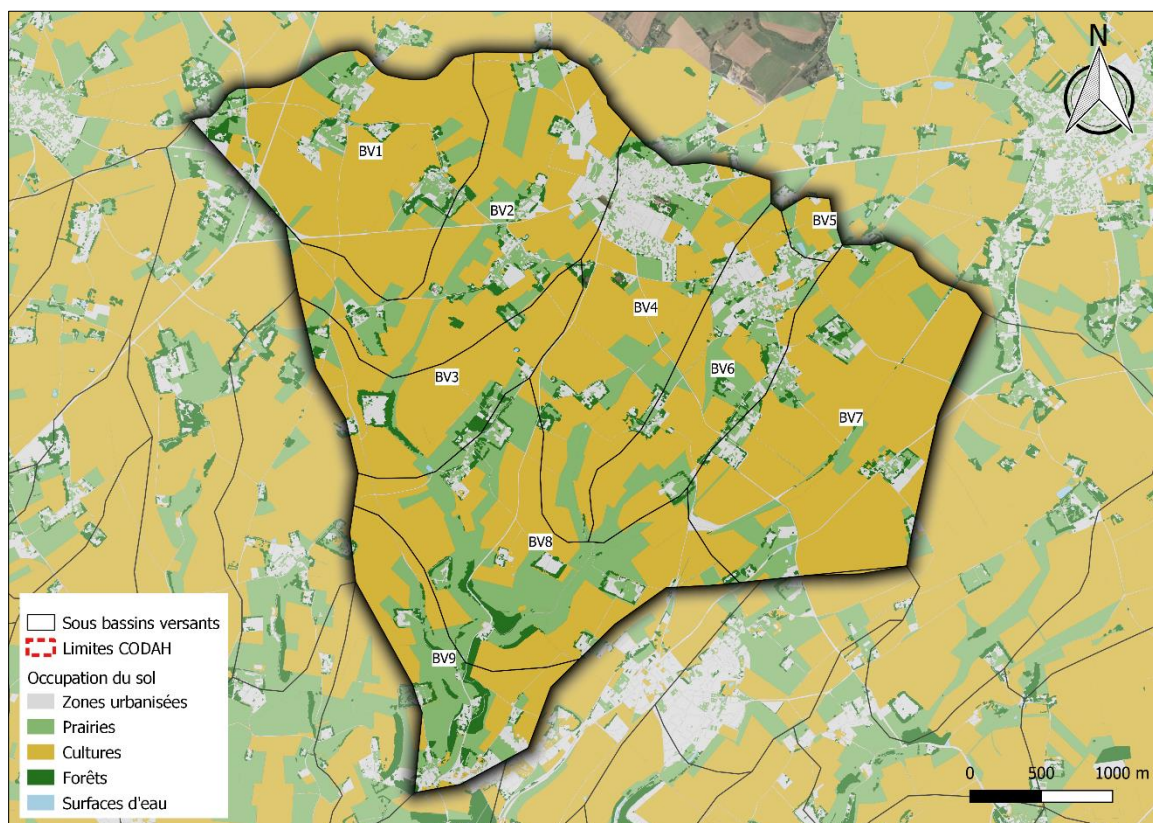 N
BV1
BV2
BV5
BV4
BV3
BV6
BV7
BV8
BV9
Sous bassins versants
Limites CODAH
Occupation du sol
Zones urbanisées
Prairies
Cultures
Forêts
Surfaces d'eau
0 500 1000 m